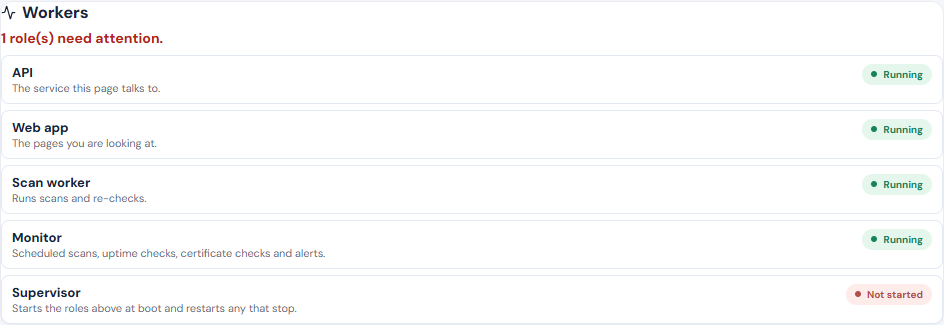 Workers
1 role(s) need attention.
API
Running
The service this page talks to.
Web app
Running
The pages you are looking at.
Scan worker
Running
Runs scans and re-checks.
Monitor
Running
Scheduled scans, uptime checks, certificate checks and alerts.
Supervisor
Not started
Starts the roles above at boot and restarts any that stop.